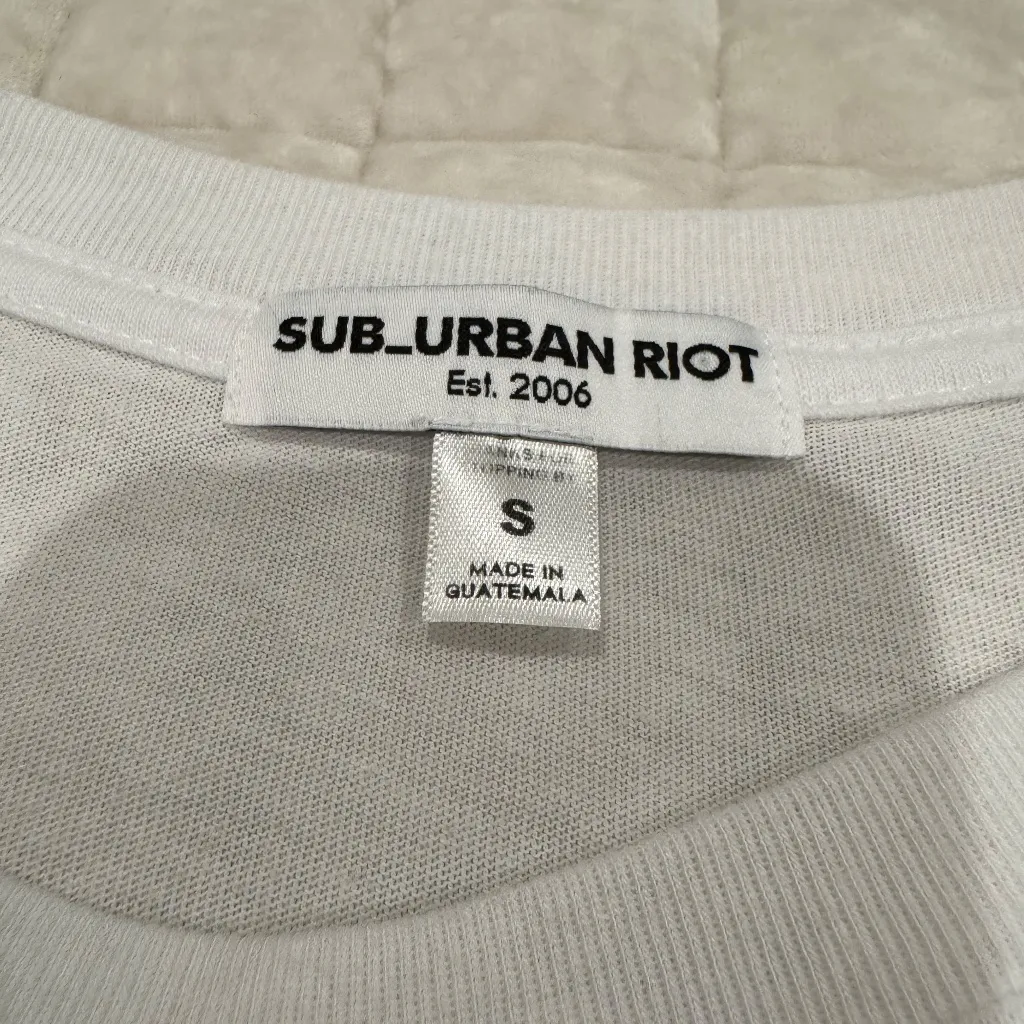 SUB_URBAN RIOT
Est. 2006
S
MADE IN
GUATEMALA